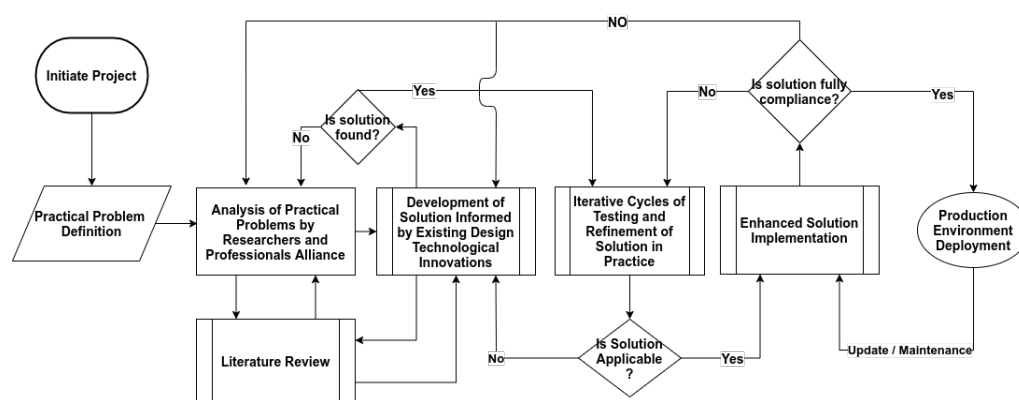 NO
Initiate Project
Is solution fully
compliance?
Yes
No
Yes
Is solution
found?
No
Practical Problem
Definition
Analysis of Practical
Problems by
Researchers and
Professionals Alliance
Development of
Solution Informed
by Existing Design
Technological
Innovations
Iterative Cycles of
Testing and
Refinement of
Solution in
Practice
Enhanced Solution
Implementation
Production
Environment
Deployment
Literature Review
Is Solution
Applicable
?
No
Yes
Update / Maintenance